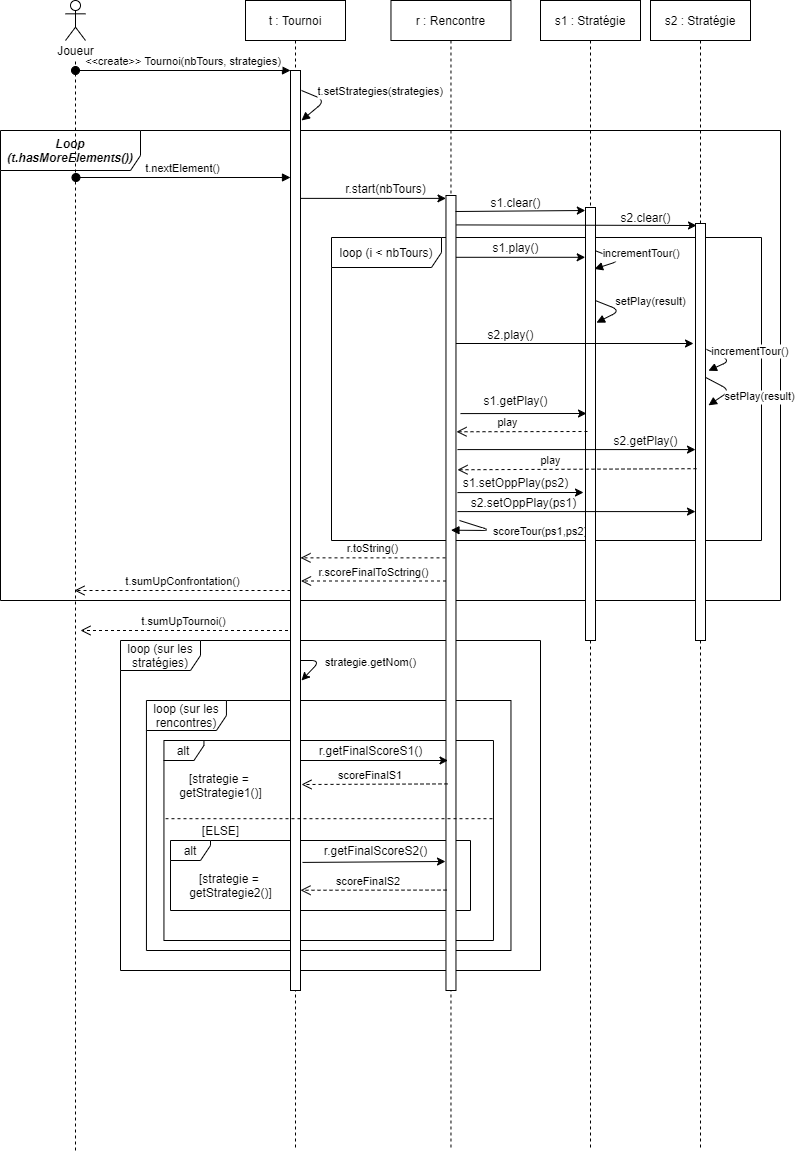 t : Tournoi
r : Rencontre
s1 : Stratégie
s2 : Stratégie
Joueur
<<create>> Tournoi(nbTours, strategies)
t.setStrategies(strategies)
Loop
(t.hasMoreElements())
t.nextElement()
r.start(nbTours)
s1.clear()
s2.clear()
loop (i < nbTours)
s1.play()
incrementTour()
setPlay(result)
s2.play()
incrementTour()
setPlay(result)
s1.getPlay()
play
s2.getPlay()
play
s1.setOppPlay(ps2)
s2.setOppPlay(ps1)
scoreTour(ps1,ps2)
r.toString()
r.scoreFinalToSctring()
t.sumUpConfrontation()
t.sumUpTournoi()
loop (sur les
stratégies)
strategie.getNom()
loop (sur les
rencontres)
alt
r.getFinalScoreS1()
[strategie =
getStrategie1()]
scoreFinalS1
[ELSE]
alt
r.getFinalScoreS2()
[strategie =
getStrategie2()]
scoreFinalS2